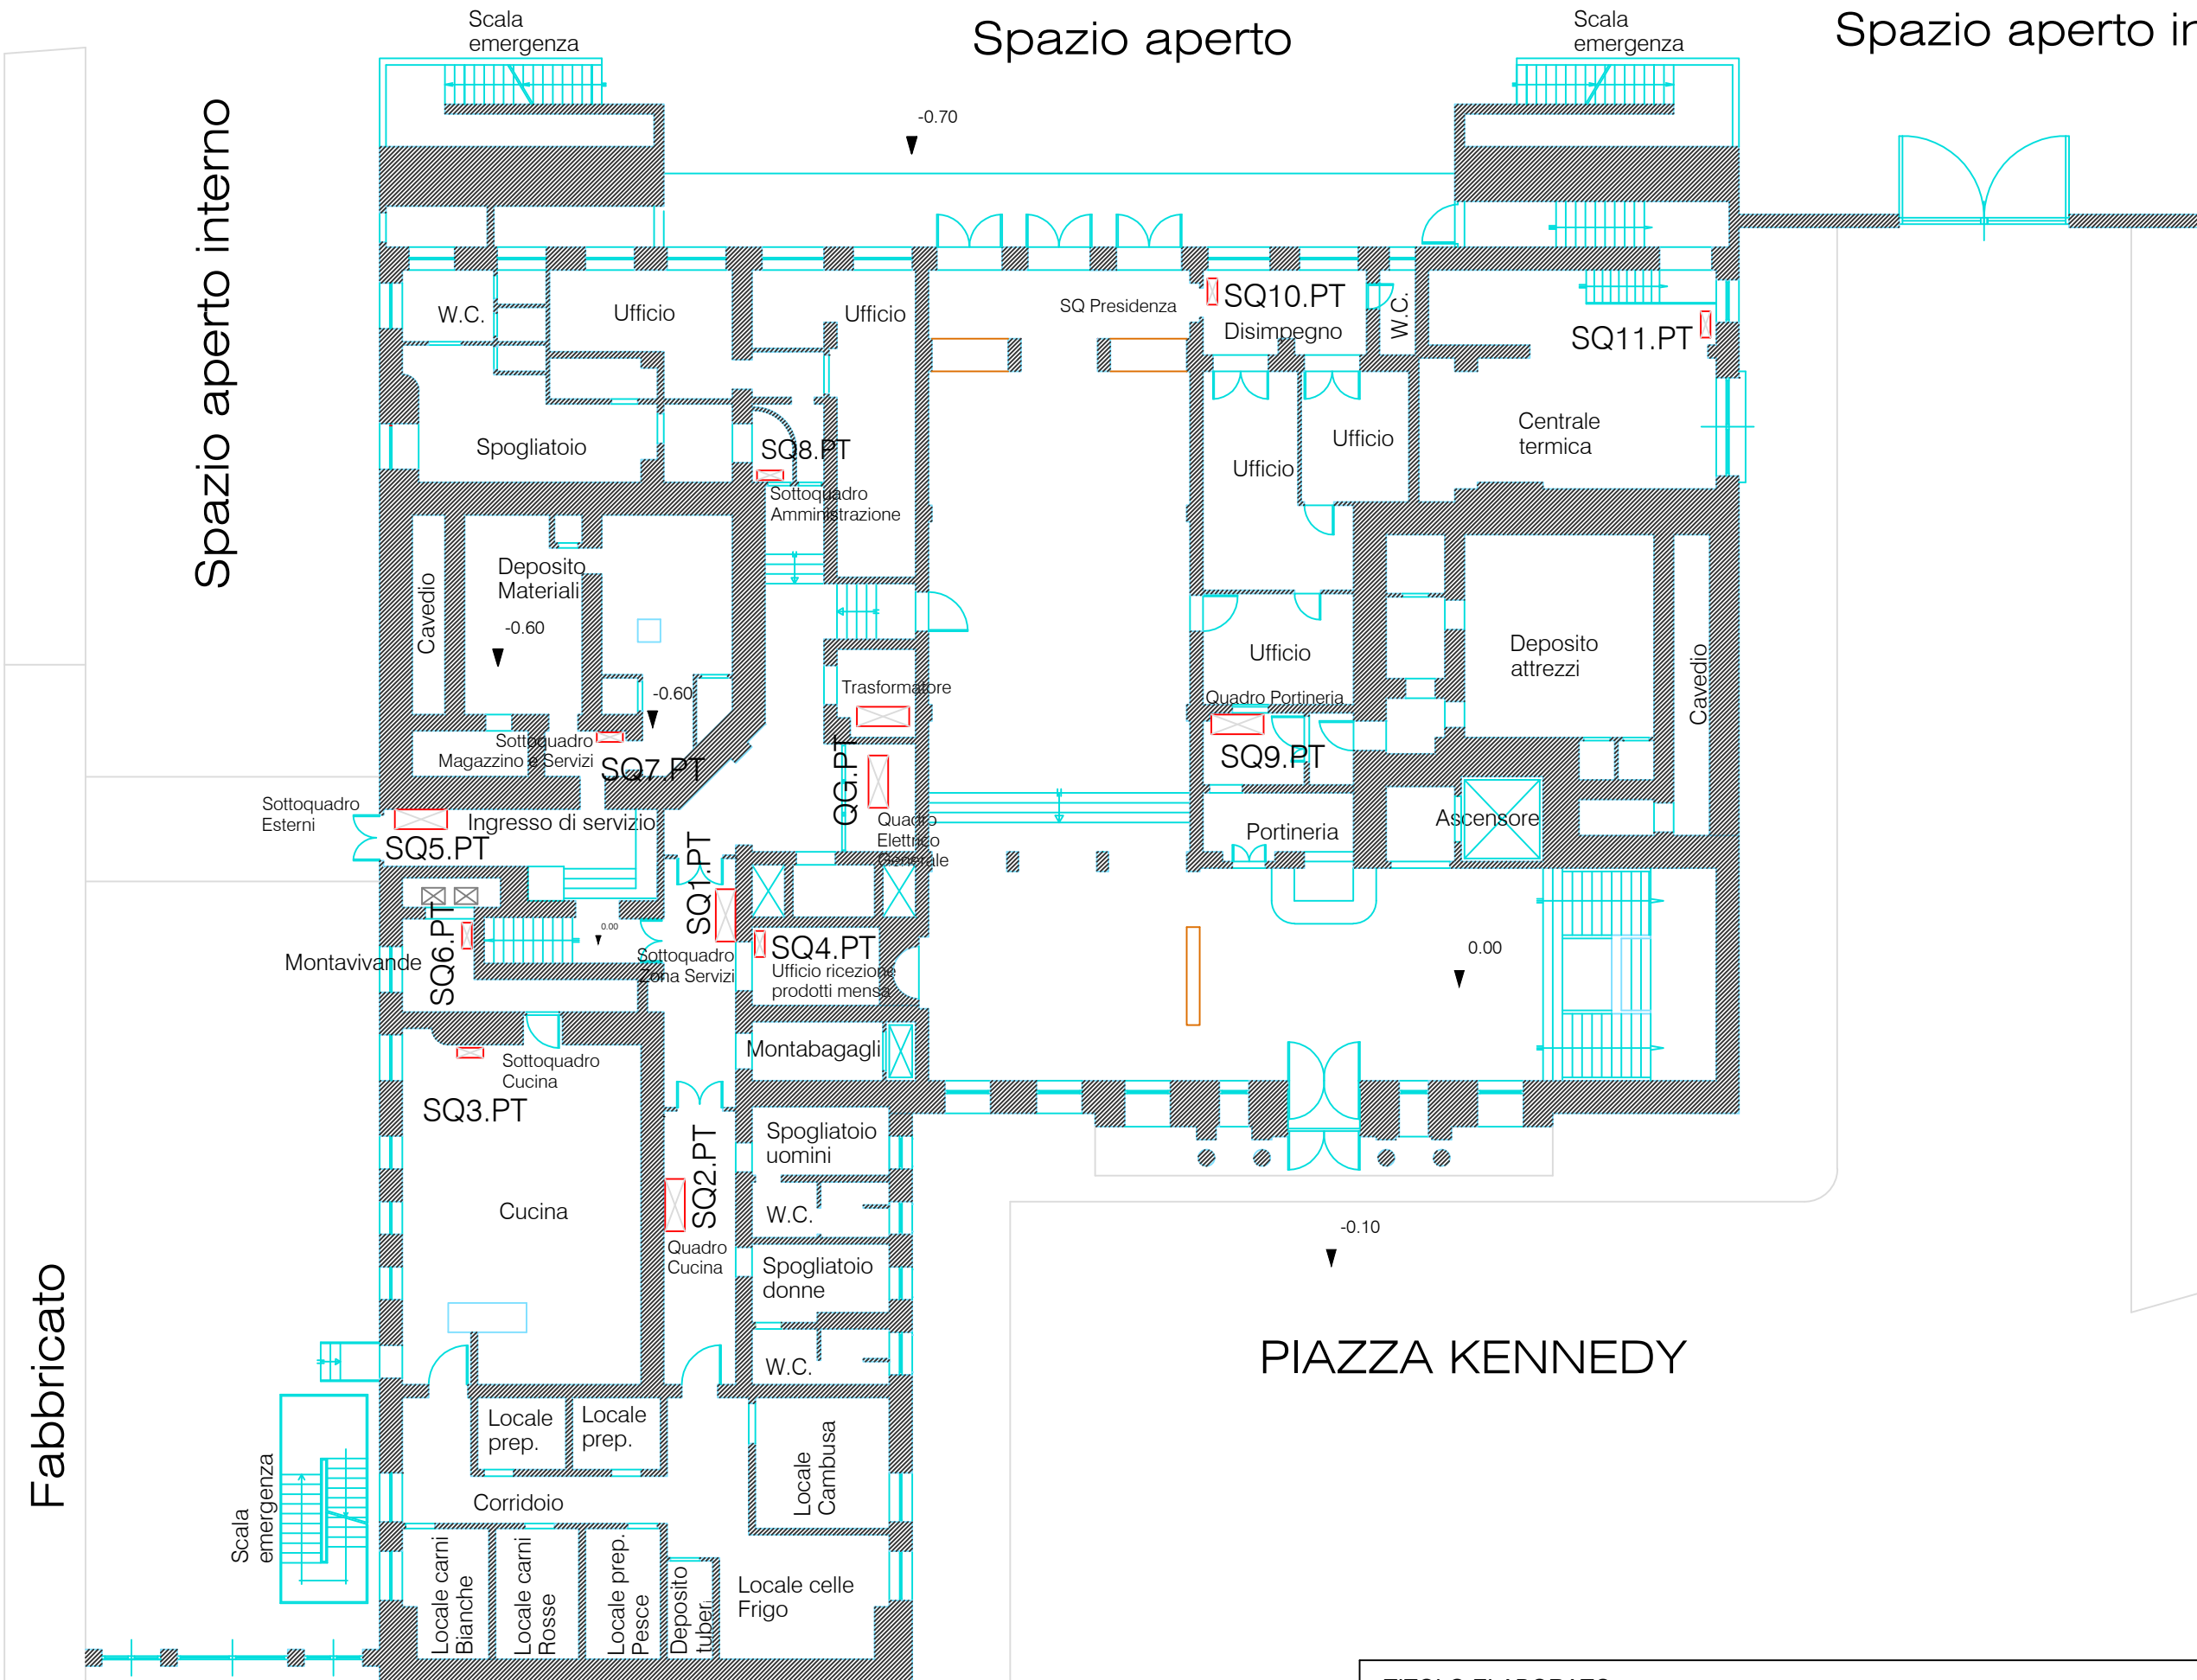 Scala
emergenza
Spazio aperto
Scala
emergenza
Spazio aperto in
Spazio aperto interno
-0.70
W.C.
Ufficio
Ufficio
SQ Presidenza
SQ10.PT
Disimpegno
W.C.
SQ11.PT
Spogliatoio
SQ8.PT
Sottoquadro
Amministrazione
Ufficio
Ufficio
Centrale
termica
Cavedio
Deposito
Materiali
-0.60
-0.60
Trasformatore
Ufficio
Quadro Portineria
SQ9.PT
Deposito
attrezzi
Cavedio
Sottoquadro
Magazzino e Servizi
SQ7.PT
QG.PT
Quadro
Elettrico
Generale
Sottoquadro
Esterni
Ingresso di servizio
SQ5.PT
Portineria
Ascensore
SQ1.PT
SQ6.PT
Montavivande
0.00
Sottoquadro
Zona Servizi
SQ4.PT
Ufficio ricezione
prodotti mensa
0.00
Montabagagli
Sottoquadro
Cucina
SQ3.PT
Cucina
SQ2.PT
Quadro
Cucina
Spogliatoio
uomini
W.C.
Spogliatoio
donne
W.C.
-0.10
PIAZZA KENNEDY
Fabbricato
Scala
emergenza
Locale
prep.
Locale
prep.
Locale
Cambusa
Corridoio
Locale carni
Bianche
Locale carni
Rosse
Locale prep.
Pesce
Deposito
tuberi
Locale celle
Frigo